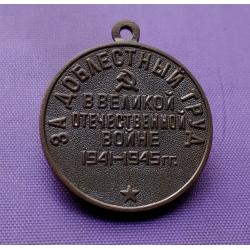 ЗА ДОБЛЕСТНЫЙ ТРУД
В ВЕЛИКОЙ
ОТЕЧЕСТВЕННОЙ
ВОЙНЕ
1941-1945 гг.